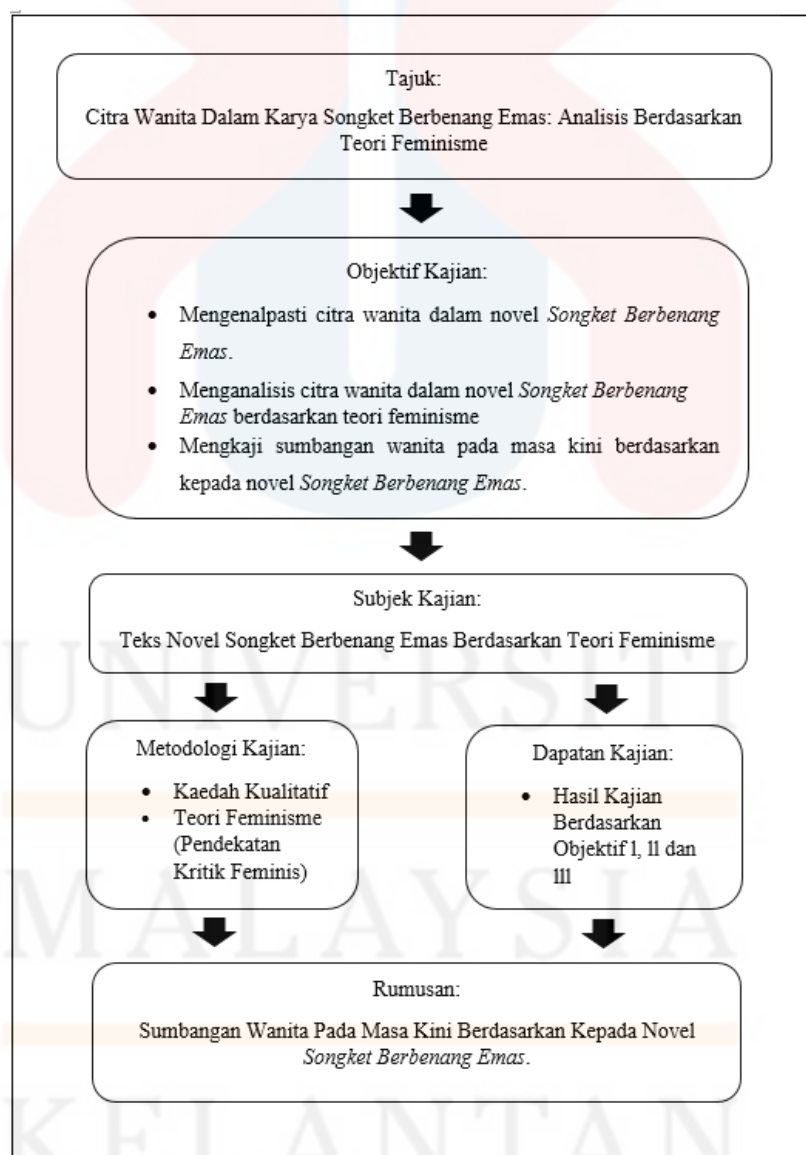 Tajuk:
Citra Wanita Dalam Karya Songket Berbenang Emas: Analisis Berdasarkan
Teori Feminisme
Objektif Kajian:
• Mengenalpasti citra wanita dalam novel Songket Berbenang
Emas.
• Menganalisis citra wanita dalam novel Songket Berbenang
Emas berdasarkan teori feminisme
• Mengkaji sumbangan wanita pada masa kini berdasarkan
kepada novel Songket Berbenang Emas.
Subjek Kajian:
Teks Novel Songket Berbenang Emas Berdasarkan Teori Feminisme
Metodologi Kajian:
• Kaedah Kualitatif
• Teori Feminisme
(Pendekatan
Kritik Feminis)
Dapatan Kajian:
• Hasil Kajian
Berdasarkan
Objektif l, ll dan
lll
Rumusan:
Sumbangan Wanita Pada Masa Kini Berdasarkan Kepada Novel
Songket Berbenang Emas.
UNIVERSITI
MALAYSIA
KELANTAN